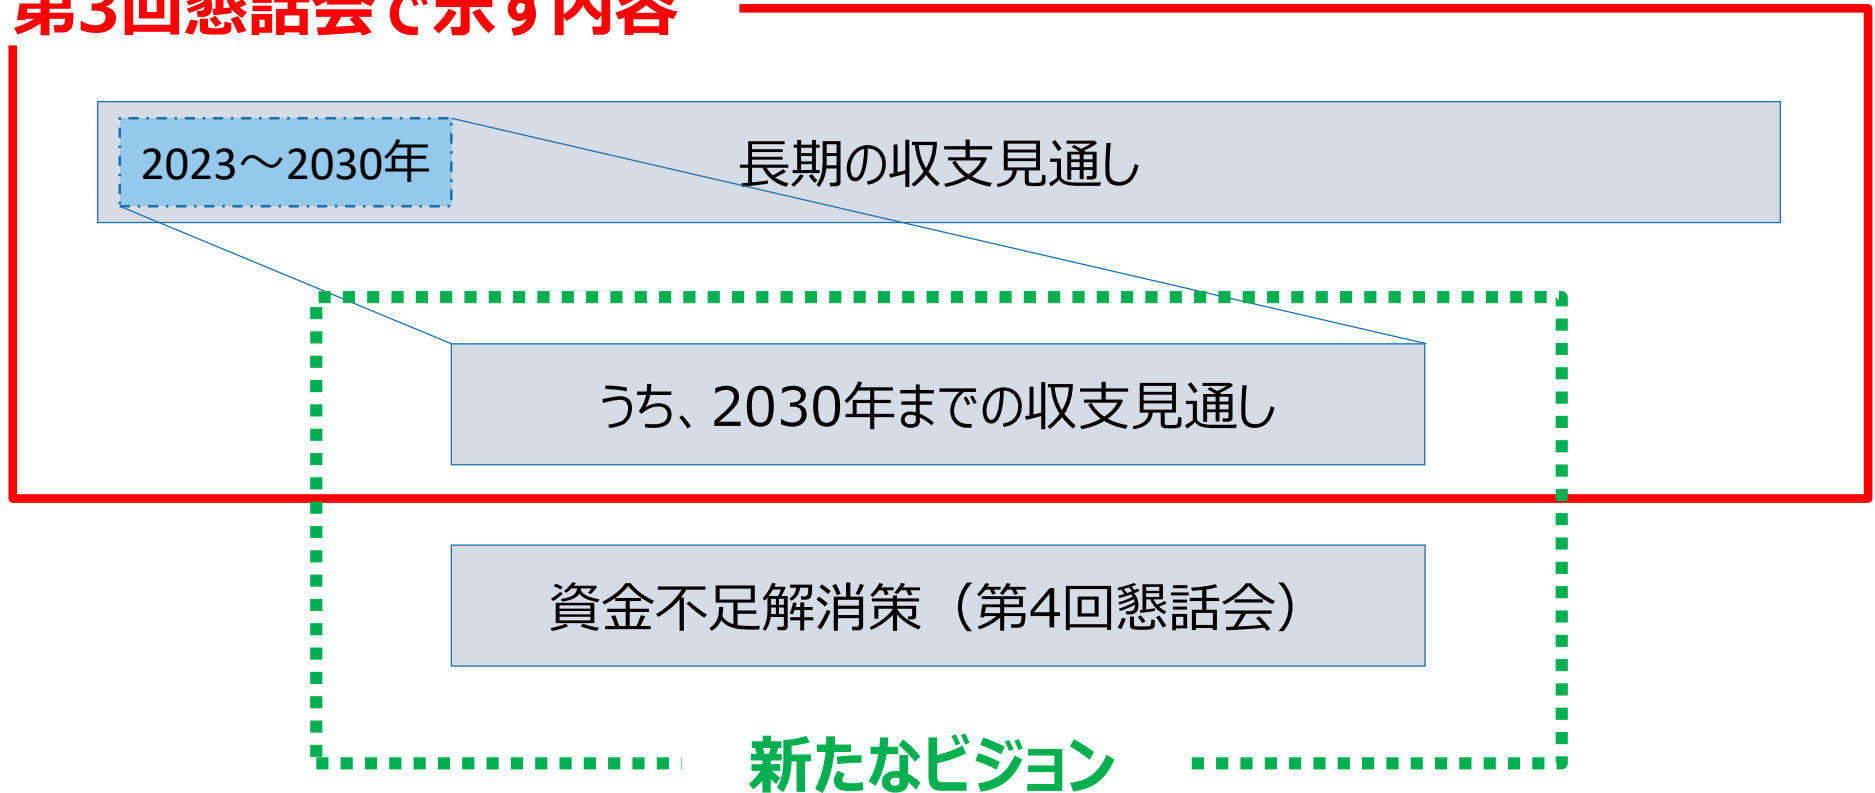 第3回懇話会で示す内容
2023～2030年
長期の収支見通し
うち、2030年までの収支見通し
資金不足解消策（第4回懇話会）
新たなビジョン